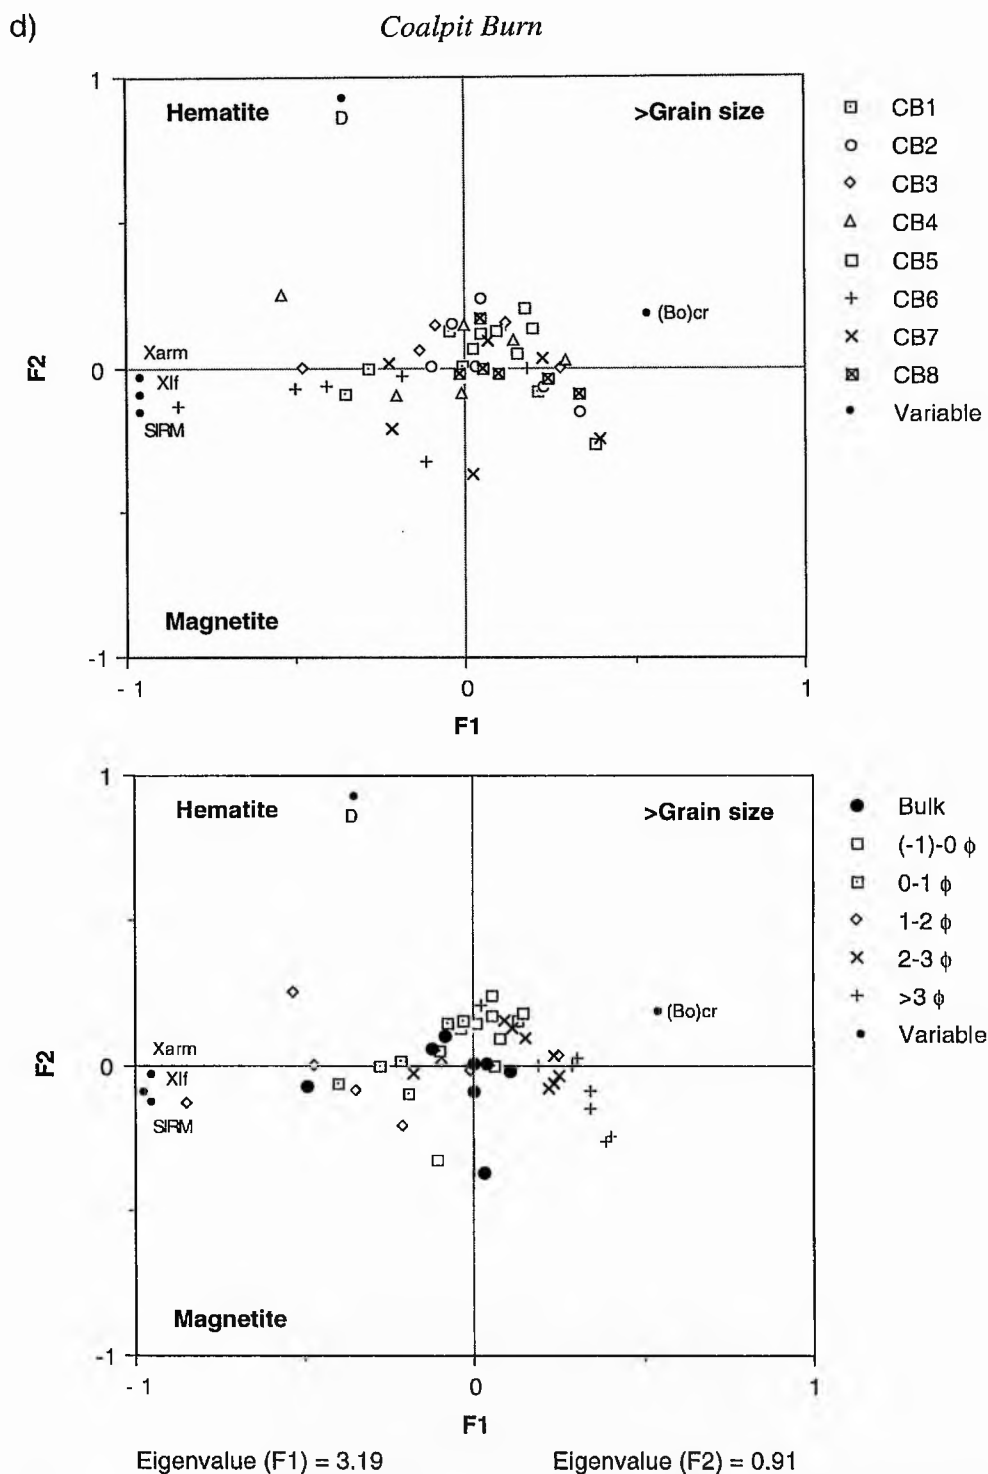 d)
Coalpit Burn
1
Hematite
D
>Grain size
(Bo)cr
F2
Xarm
0
Xlf
SIRM
Magnetite
-1
- 1
0
1
F1
CB1
CB2
CB3
CB4
CB5
CB6
CB7
CB8
Variable
1
Hematite
D
>Grain size
(Bo)cr
F2
Xarm
0
Xlf
SIRM
Magnetite
-1
- 1
0
1
F1
Bulk
(-1)-0 ϕ
0-1 ϕ
1-2 ϕ
2-3 ϕ
>3 ϕ
Variable
Eigenvalue (F1) = 3.19
Eigenvalue (F2) = 0.91